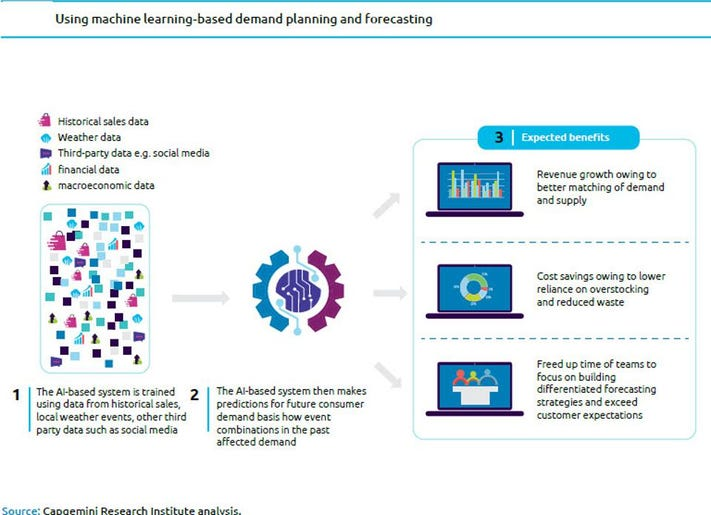 Using machine learning-based demand planning and forecasting
Historical sales data
Weather data
Third-party data e.g. social media
financial data
macroeconomic data
1
The AI-based system is trained
using data from historical sales,
local weather events, other third
party data such as social media
2
The AI-based system then makes
predictions for future consumer
demand basis how event
combinations in the past
affected demand
3 Expected benefits
Revenue growth owing to
better matching of demand
and supply
Cost savings owing to lower
reliance on overstocking
and reduced waste
Freed up time of teams to
focus on building
differentiated forecasting
strategies and exceed
customer expectations
Source: Capgemini Research Institute analysis.